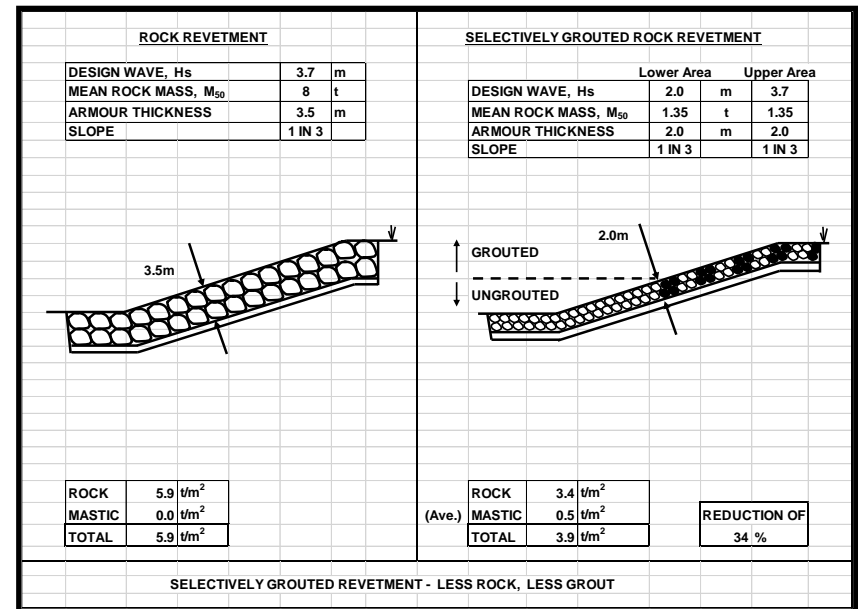 ROCK REVETMENT
DESIGN WAVE, Hs 3.7 m
MEAN ROCK MASS, M50 8 t
ARMOUR THICKNESS 3.5 m
SLOPE 1 IN 3
3.5m
ROCK 5.9 t/m2
MASTIC 0.0 t/m2
TOTAL 5.9 t/m2
SELECTIVELY GROUTED ROCK REVETMENT
Lower Area Upper Area
DESIGN WAVE, Hs 2.0 m 3.7
MEAN ROCK MASS, M50 1.35 t 1.35
ARMOUR THICKNESS 2.0 m 2.0
SLOPE 1 IN 3 1 IN 3
2.0m
GROUTED
UNGROUTED
ROCK 3.4 t/m2
(Ave.) MASTIC 0.5 t/m2 REDUCTION OF
TOTAL 3.9 t/m2 34 %
SELECTIVELY GROUTED REVETMENT - LESS ROCK, LESS GROUT